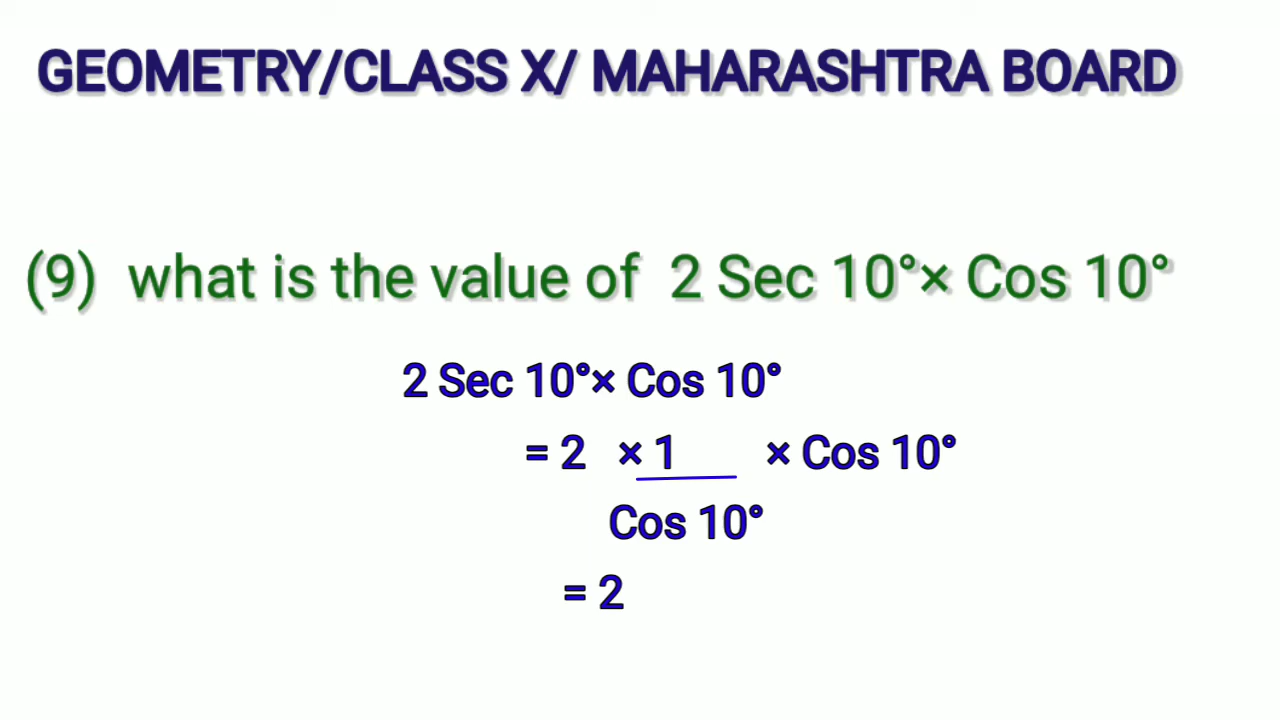 GEOMETRY/CLASS X/ MAHARASHTRA BOARD
(9) what is the value of 2 Sec 10°× Cos 10°
2 Sec 10°× Cos 10°
= 2 × 1 × Cos 10°
Cos 10°
= 2